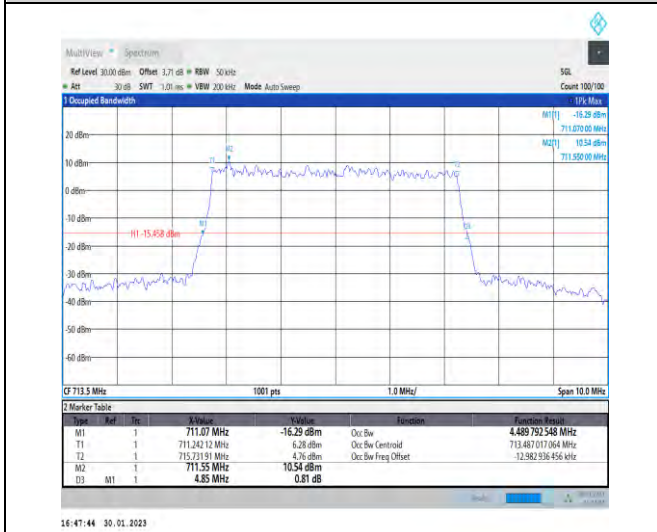 MultiView Spectrum
Ref Level 30.00 dBm Offset 3.71 dB RBW 50 kHz SGL
Att 30 dB SWT 1.01 ms VBW 200 kHz Mode Auto Sweep Count 100/100
1 Occupied Bandwidth 1Pk Max
M1[1] -16.29 dBm
711.070 00 MHz
M2[1] 10.54 dBm
711.550 00 MHz
20 dBm
M2
T1 T2
10 dBm
0 dBm
-10 dBm
M1 D3
H1 -15.458 dBm
-20 dBm
-30 dBm
-40 dBm
-50 dBm
-60 dBm
CF 713.5 MHz 1001 pts 1.0 MHz/ Span 10.0 MHz
2 Marker Table
Type Ref Trc X-Value Y-Value Function Function Result
M1 1 711.07 MHz -16.29 dBm Occ Bw 4.489 792 548 MHz
T1 1 711.242 12 MHz 6.28 dBm Occ Bw Centroid 713.487 017 064 MHz
T2 1 715.731 91 MHz 4.76 dBm Occ Bw Freq Offset -12.982 936 456 kHz
M2 1 711.55 MHz 10.54 dBm
D3 M1 1 4.85 MHz 0.81 dB
16:47:44 30.01.2023